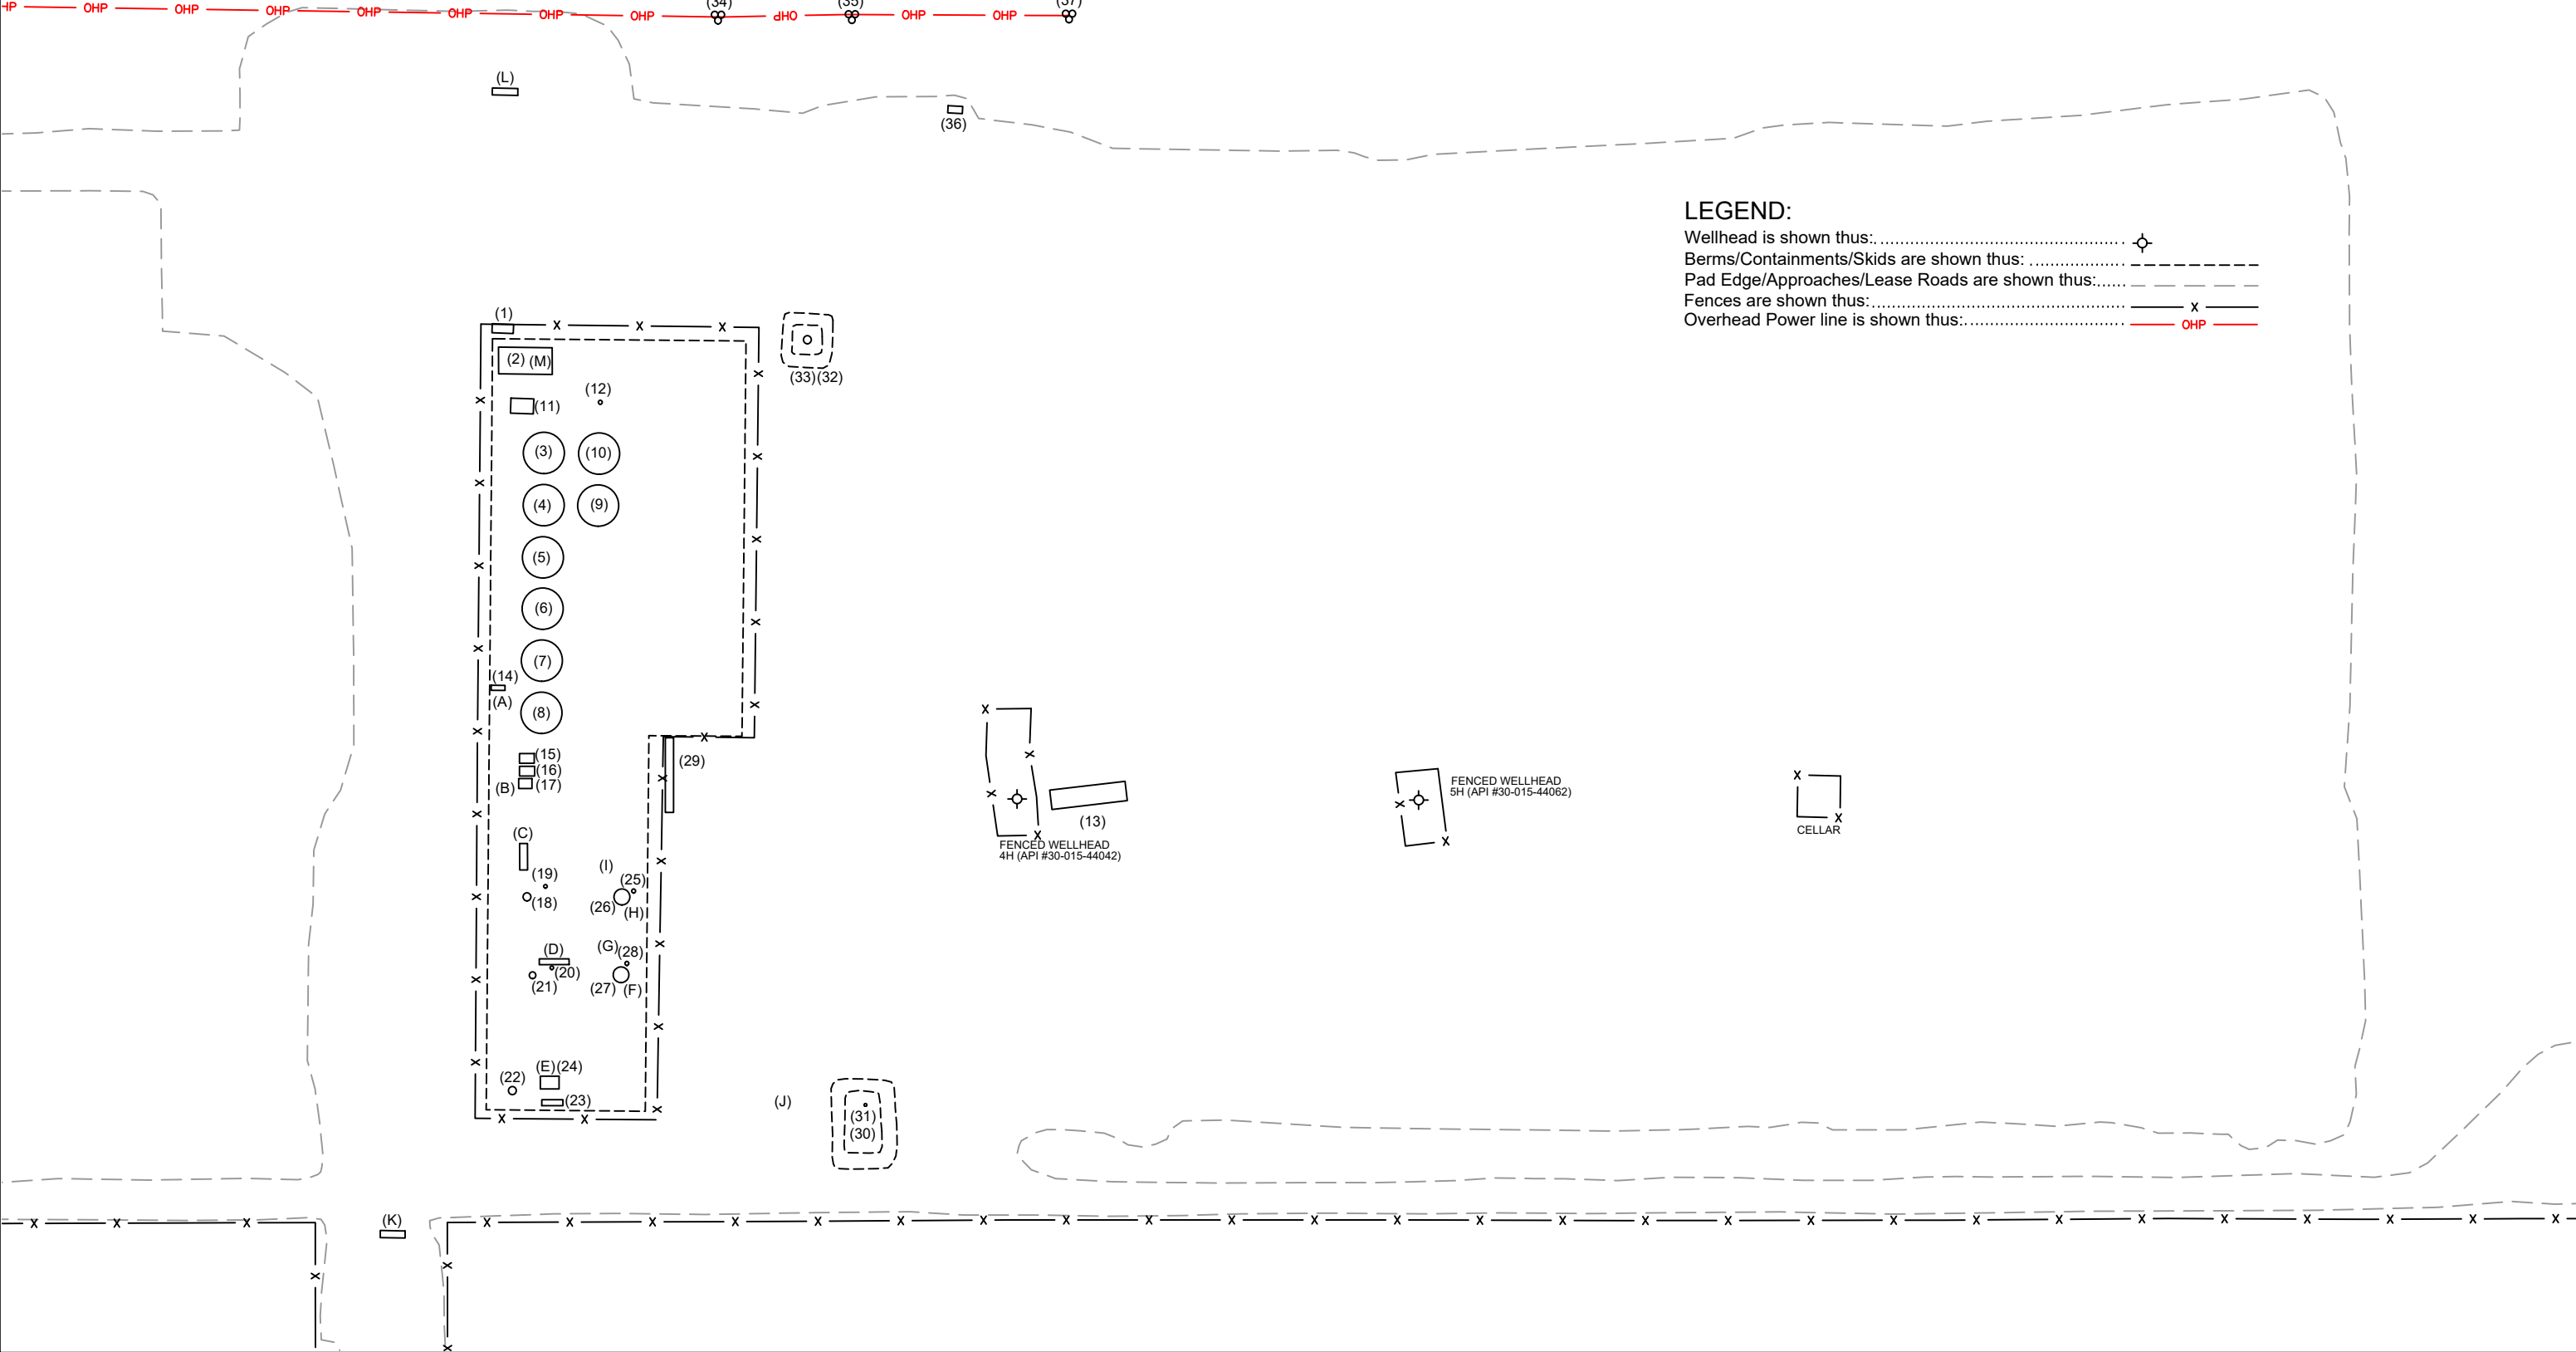 HP OHP OHP OHP OHP OHP OHP OHP (34) OHP (35) OHP OHP (37)
(L)
(36)
LEGEND:
Wellhead is shown thus:
Berms/Containments/Skids are shown thus:
Pad Edge/Approaches/Lease Roads are shown thus:
Fences are shown thus: X
Overhead Power line is shown thus: OHP
(1)
(2) (M)
(33)(32)
(12)
(11)
(3) (10)
(4) (9)
(5)
(6)
(7)
(14)
(A)
(8)
(15)
(16)
(B) (17)
(29)
(13)
FENCED WELLHEAD
4H (API #30-015-44042)
FENCED WELLHEAD
5H (API #30-015-44062)
CELLAR
(C)
(I)
(19)
(25)
(18)
(26) (H)
(D)
(G) (28)
(20)
(21)
(27) (F)
(E)(24)
(22)
(23)
(J)
(31)
(30)
(K)